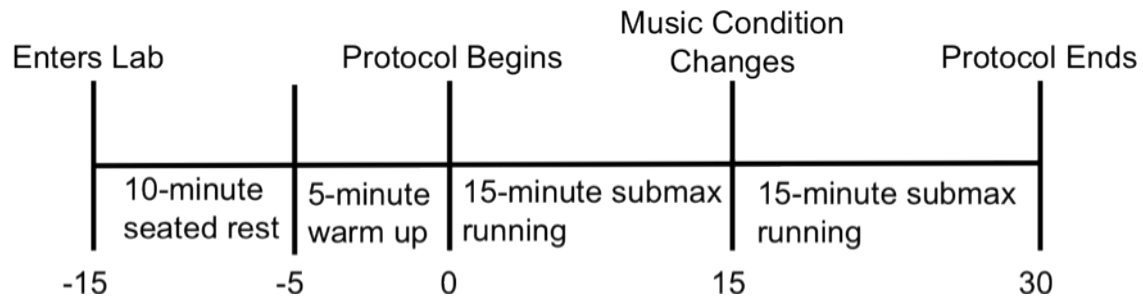 Enters Lab
Protocol Begins
Music Condition
Changes
Protocol Ends
10-minute
seated rest
5-minute
warm up
15-minute submax
running
15-minute submax
running
-15
-5
0
15
30